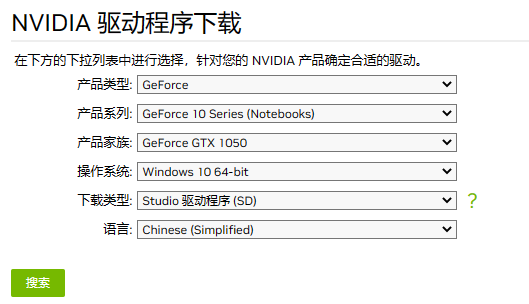 NVIDIA 驱动程序下载
在下方的下拉列表中进行选择，针对您的 NVIDIA 产品确定合适的驱动。
产品类型: GeForce
产品系列: GeForce 10 Series (Notebooks)
产品家族: GeForce GTX 1050
操作系统: Windows 10 64-bit
下载类型: Studio 驱动程序 (SD) ?
语言: Chinese (Simplified)
搜索